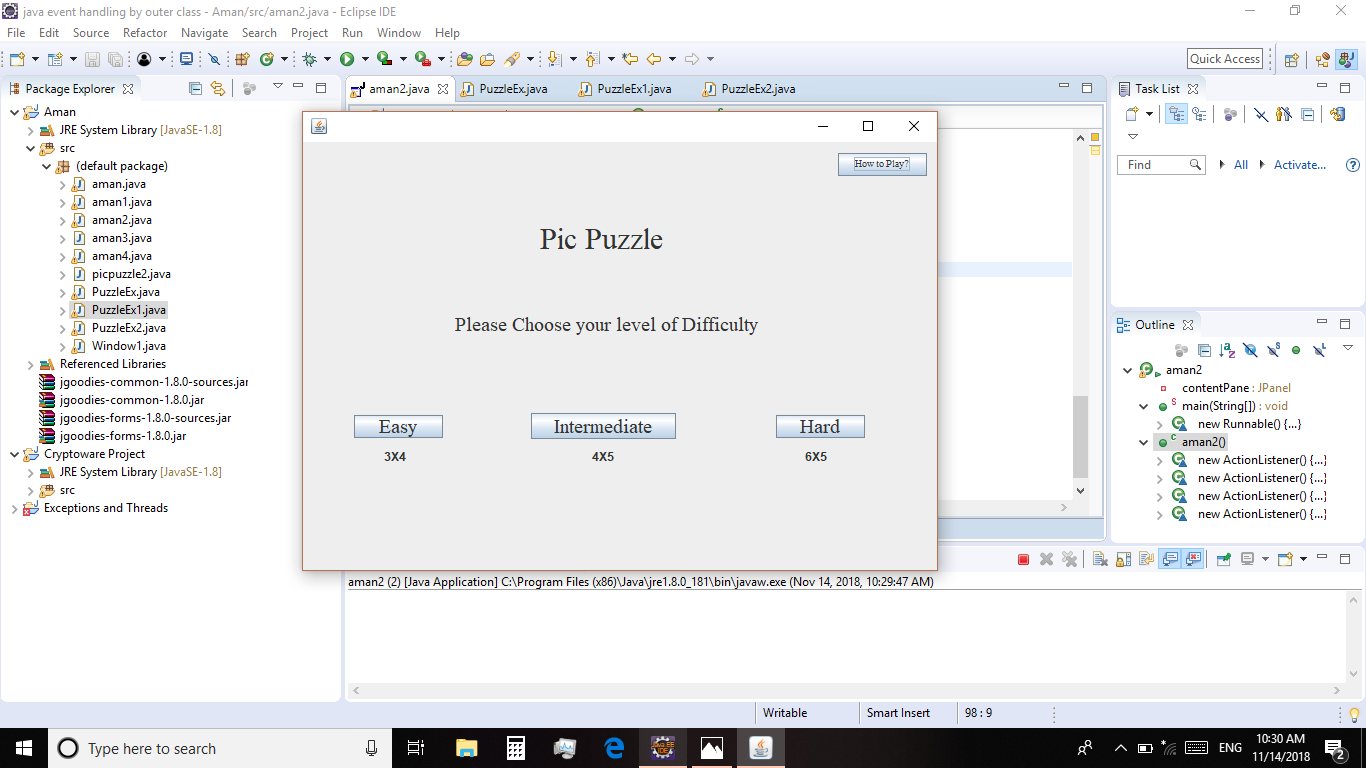 java event handling by outer class - Aman/src/aman2.java - Eclipse IDE
File Edit Source Refactor Navigate Search Project Run Window Help
Quick Access
Package Explorer
Aman
JRE System Library [JavaSE-1.8]
src
(default package)
aman.java
aman1.java
aman2.java
aman3.java
aman4.java
picpuzzle2.java
PuzzleEx.java
PuzzleEx1.java
PuzzleEx2.java
Window1.java
Referenced Libraries
jgoodies-common-1.8.0-sources.jar
jgoodies-common-1.8.0.jar
jgoodies-forms-1.8.0-sources.jar
jgoodies-forms-1.8.0.jar
Cryptoware Project
JRE System Library [JavaSE-1.8]
src
Exceptions and Threads
aman2.java PuzzleEx.java PuzzleEx1.java PuzzleEx2.java
How to Play?
Pic Puzzle
Please Choose your level of Difficulty
Easy Intermediate Hard
3X4 4X5 6X5
Task List
Find All Activate...
Outline
aman2
contentPane : JPanel
main(String[]) : void
new Runnable() {...}
aman2()
new ActionListener() {...}
new ActionListener() {...}
new ActionListener() {...}
new ActionListener() {...}
aman2 (2) [Java Application] C:\Program Files (x86)\Java\jre1.8.0_181\bin\javaw.exe (Nov 14, 2018, 10:29:47 AM)
Writable Smart Insert 98 : 9
Type here to search
ENG
10:30 AM
11/14/2018
2